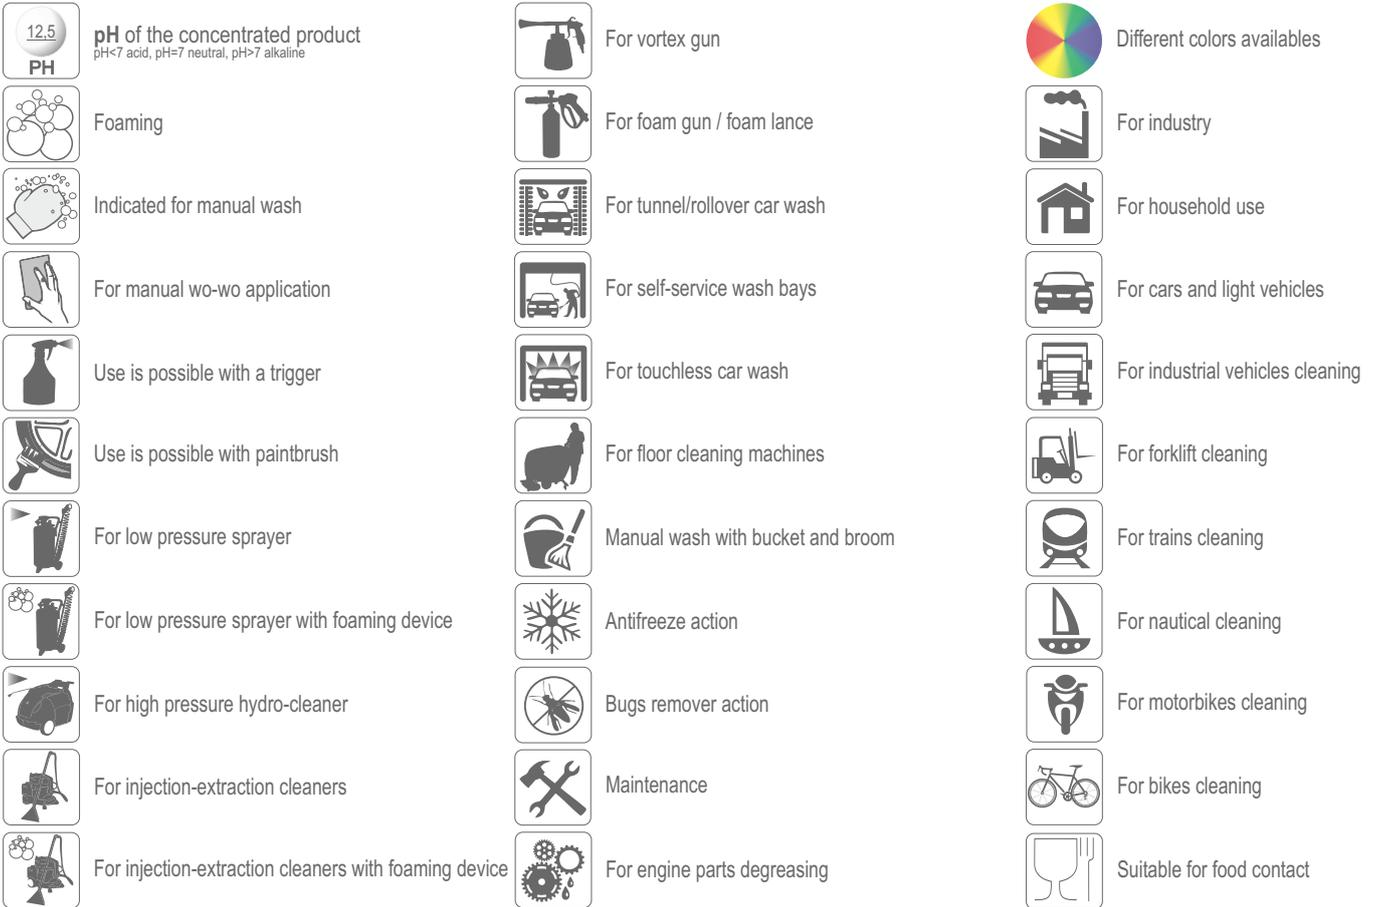 12,5
PH
pH of the concentrated product
pH<7 acid, pH=7 neutral, pH>7 alkaline
Foaming
Indicated for manual wash
For manual wo-wo application
Use is possible with a trigger
Use is possible with paintbrush
For low pressure sprayer
For low pressure sprayer with foaming device
For high pressure hydro-cleaner
For injection-extraction cleaners
For injection-extraction cleaners with foaming device
For vortex gun
For foam gun / foam lance
For tunnel/rollover car wash
For self-service wash bays
For touchless car wash
For floor cleaning machines
Manual wash with bucket and broom
Antifreeze action
Bugs remover action
Maintenance
For engine parts degreasing
Different colors availables
For industry
For household use
For cars and light vehicles
For industrial vehicles cleaning
For forklift cleaning
For trains cleaning
For nautical cleaning
For motorbikes cleaning
For bikes cleaning
Suitable for food contact